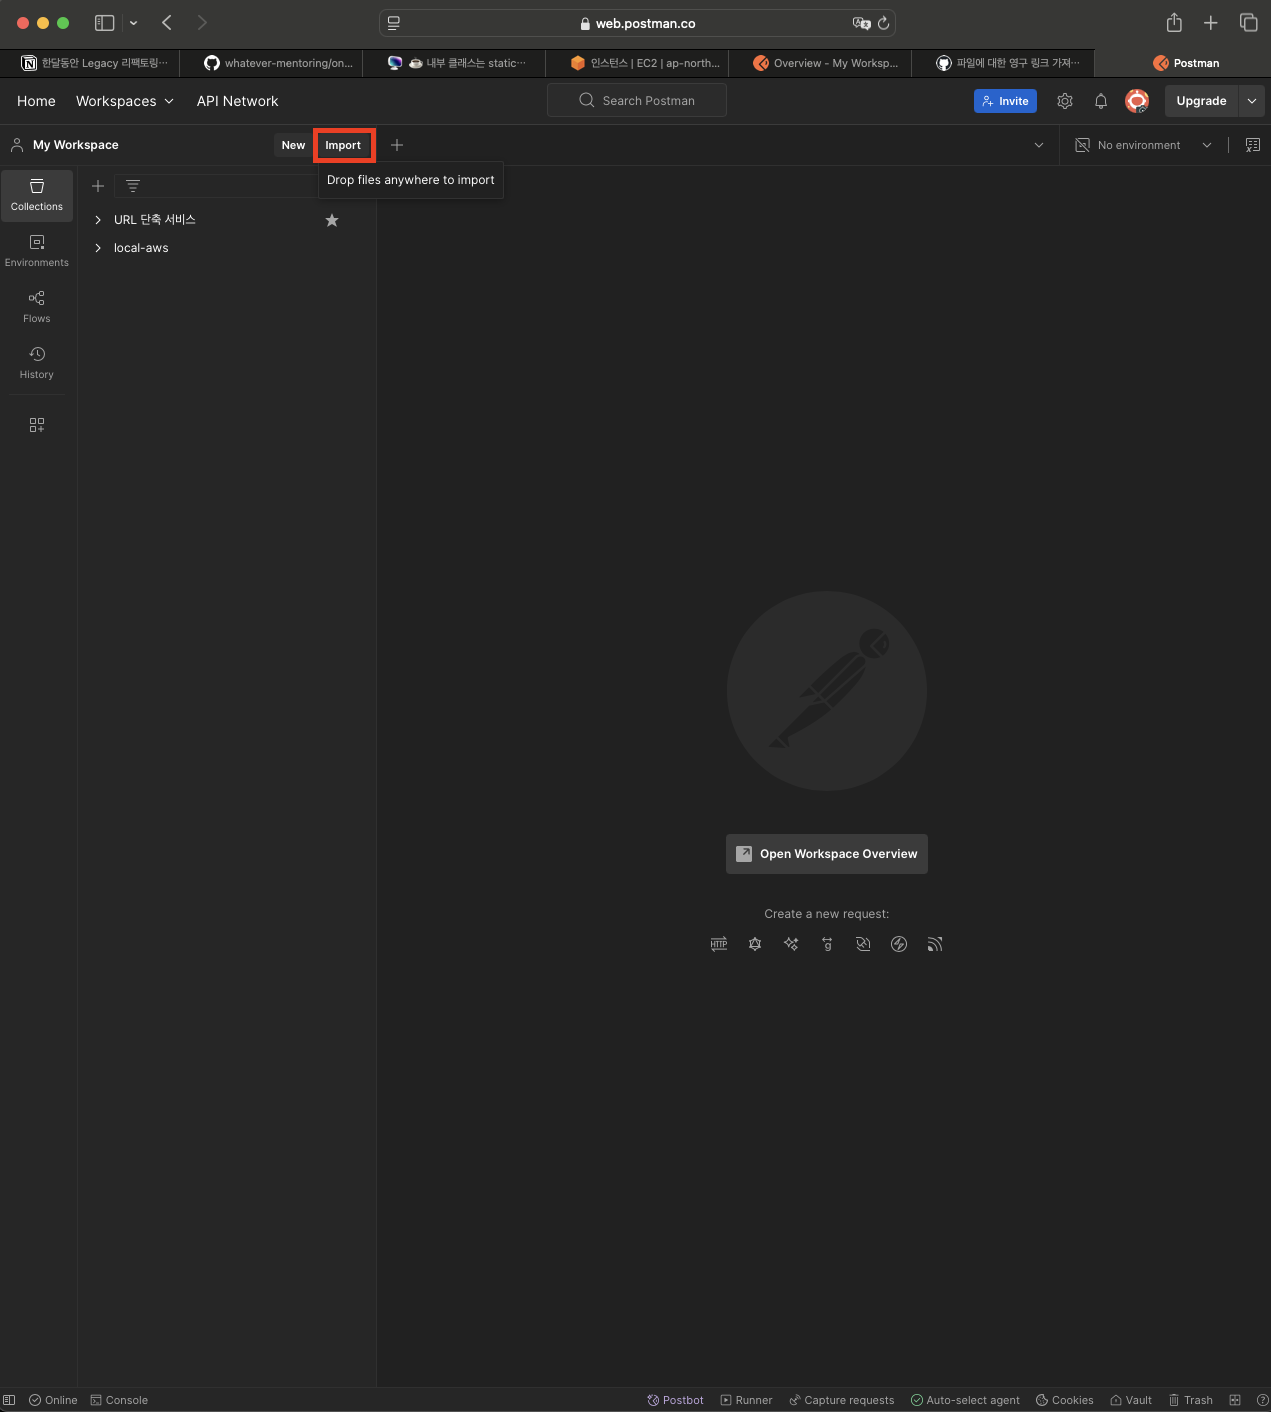 web.postman.co
한달동안 Legacy 리팩토링…
whatever-mentoring/on...
내부 클래스는 static…
인스턴스 | EC2 | ap-north...
Overview - My Worksp...
파일에 대한 영구 링크 가져…
Postman
Home
Workspaces
API Network
Search Postman
Invite
Upgrade
My Workspace
New
Import
No environment
Drop files anywhere to import
Collections
URL 단축 서비스
local-aws
Environments
Flows
History
Open Workspace Overview
Create a new request:
HTTP
g
Online
Console
Postbot
Runner
Capture requests
Auto-select agent
Cookies
Vault
Trash